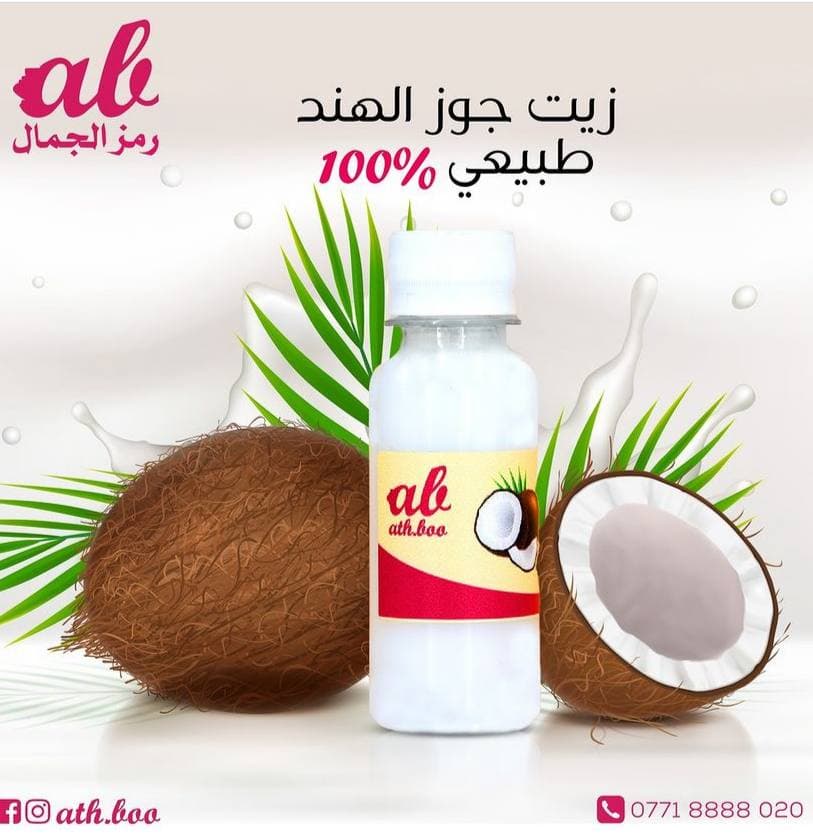 ab
رمز الجمال
زيت جوز الهند
طبيعي 100%
ab
ath.boo
ath.boo
0771 8888 020